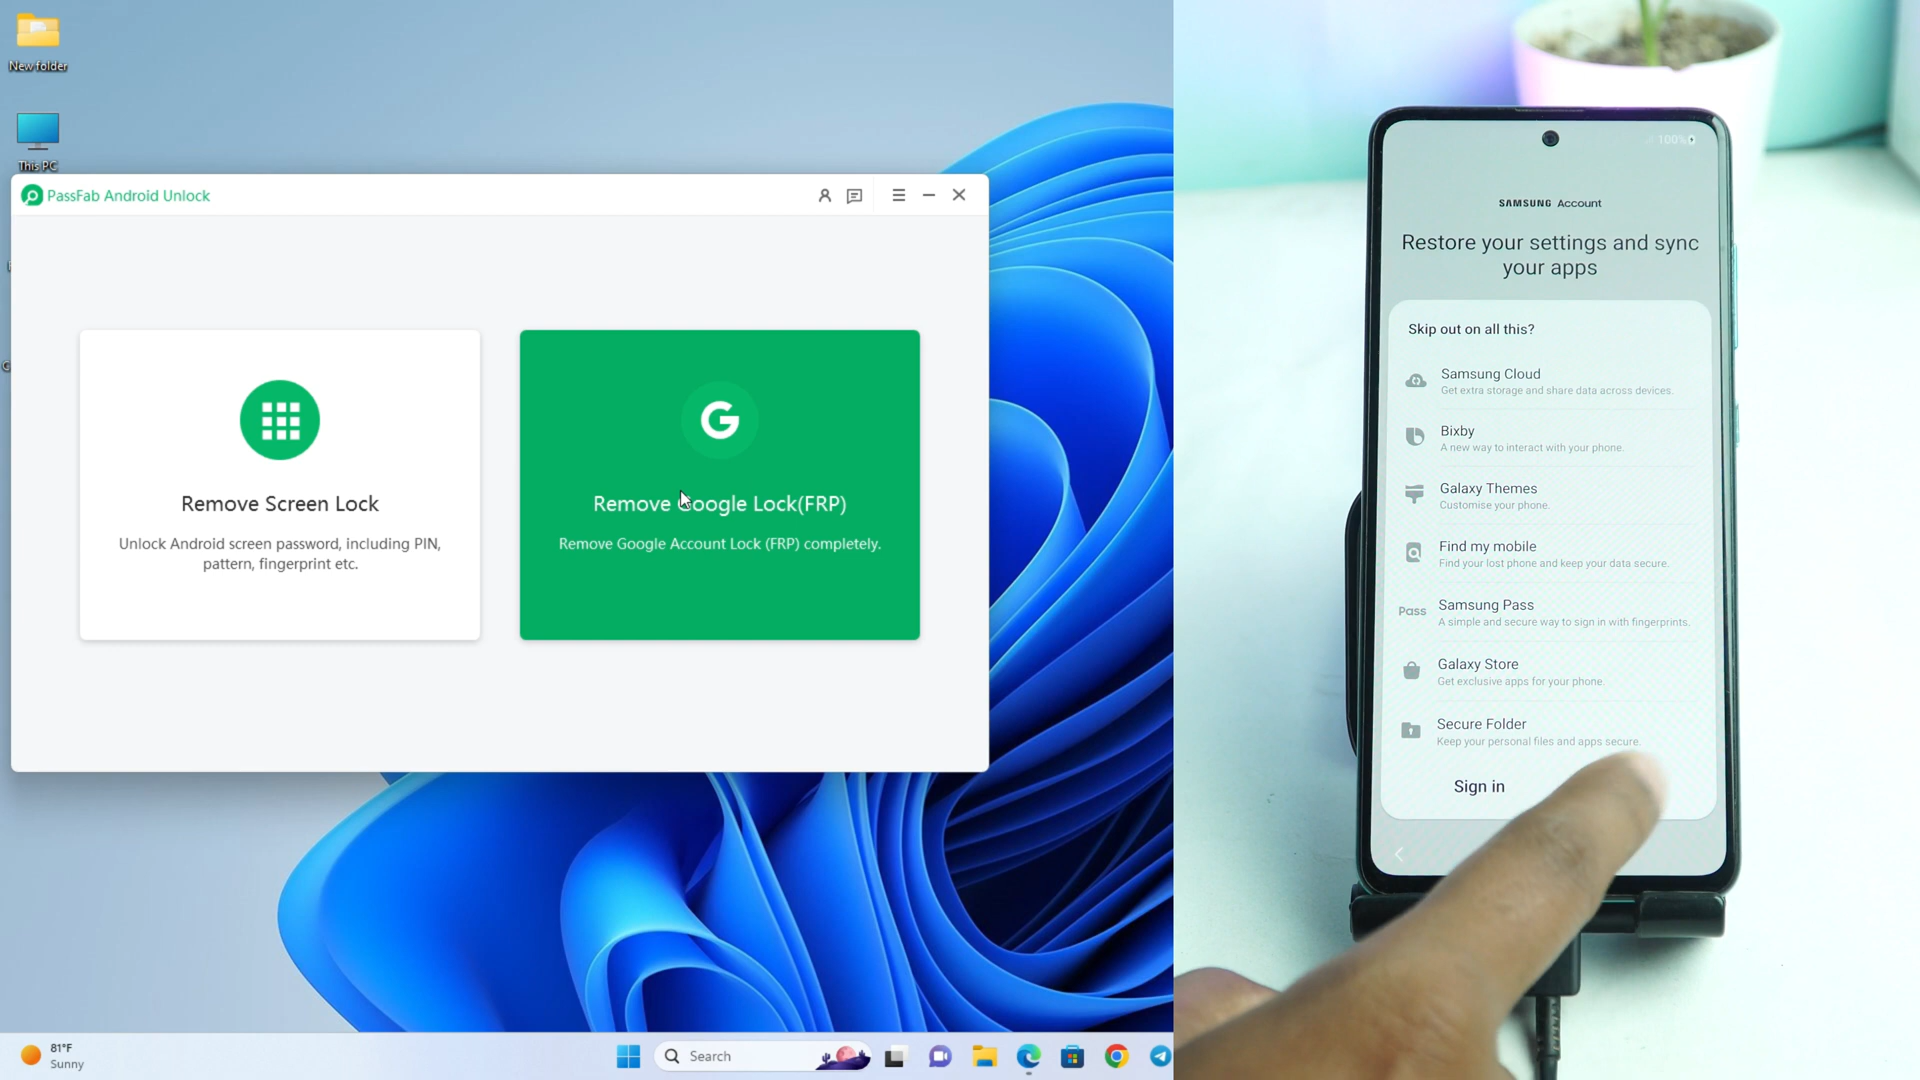 New folder
This PC
PassFab Android Unlock
Remove Screen Lock
Unlock Android screen password, including PIN,
pattern, fingerprint etc.
G
Remove Google Lock(FRP)
Remove Google Account Lock (FRP) completely.
81°F
Sunny
Search
100%
SAMSUNG Account
Restore your settings and sync
your apps
Skip out on all this?
Samsung Cloud
Get extra storage and share data across devices.
Bixby
A new way to interact with your phone.
Galaxy Themes
Customise your phone.
Find my mobile
Find your lost phone and keep your data secure.
Pass
Samsung Pass
A simple and secure way to sign in with fingerprints.
Galaxy Store
Get exclusive apps for your phone.
Secure Folder
Keep your personal files and apps secure.
Sign in